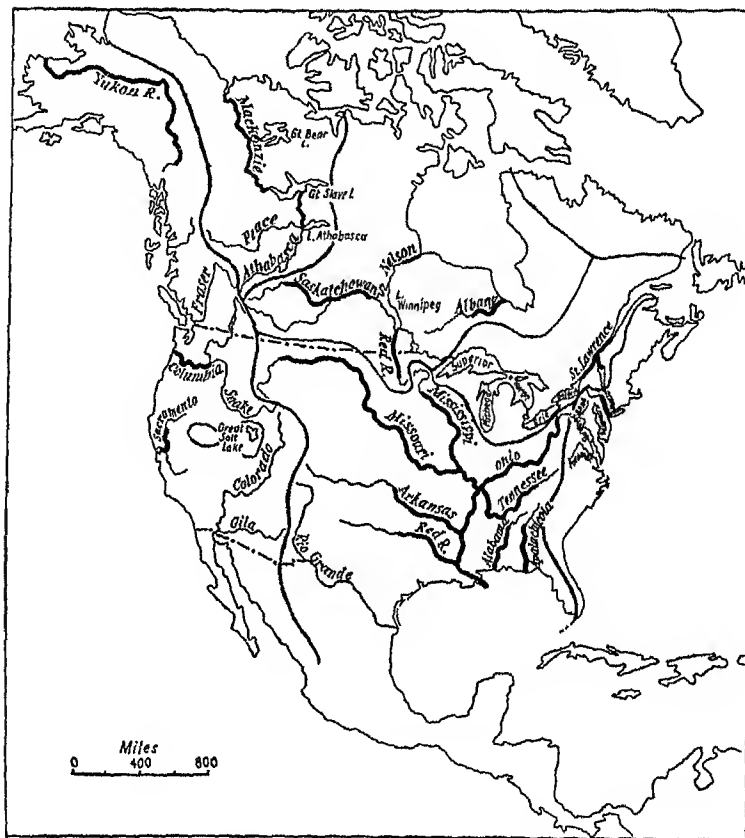 Yukon R.
Mackenzie
Gt. Bear
L.
Gt. Slave L.
Peace
L. Athabasca
Athabasca
Fraser
Saskatchewan
Nelson
L.
Winnipeg
Albany
Red R.
Superior
St. Lawrence
Columbia
Snake
Sacramento
Great
Salt
Lake
Mississippi
Missouri
Ohio
Colorado
Tennessee
Arkansas
Alabama
Apalachicola
Gila
Red R.
Rio Grande
Miles
0 400 800